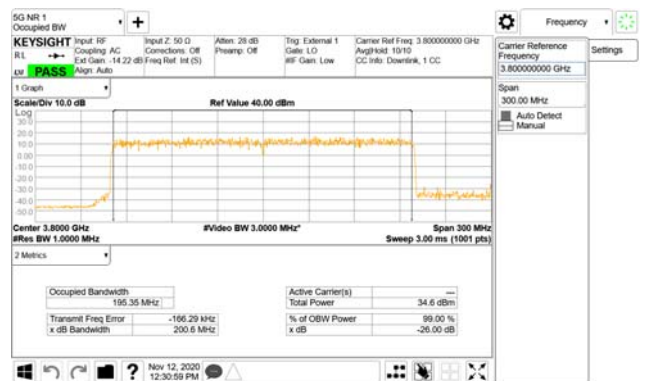 5G NR 1
Occupied BW
Frequency
KEYSIGHT Input: RF Input Z: 50 Ω Atten: 28 dB Trig: External 1 Carrier Ref Freq: 3.800000000 GHz
RL Coupling: AC Corrections: Off Preamp: Off Gate: LO Avg|Hold: 10/10
Ext Gain: -14.22 dB Freq Ref: Int (S) #IF Gain: Low CC Info: Downlink, 1 CC
LW PASS Align: Auto
Carrier Reference
Frequency
3.800000000 GHz
Settings
Span
300.00 MHz
Auto Detect
Manual
1 Graph
Scale/Div 10.0 dB Ref Value 40.00 dBm
Log
30.0
20.0
10.0
0.00
-10.0
-20.0
-30.0
-40.0
-50.0
Center 3.8000 GHz #Video BW 3.0000 MHz* Span 300 MHz
#Res BW 1.0000 MHz Sweep 3.00 ms (1001 pts)
2 Metrics
Occupied Bandwidth
195.35 MHz
Active Carrier(s) ---
Total Power 34.6 dBm
Transmit Freq Error -166.29 kHz
x dB Bandwidth 200.6 MHz
% of OBW Power 99.00 %
x dB -26.00 dB
? Nov 12, 2020
12:30:59 PM